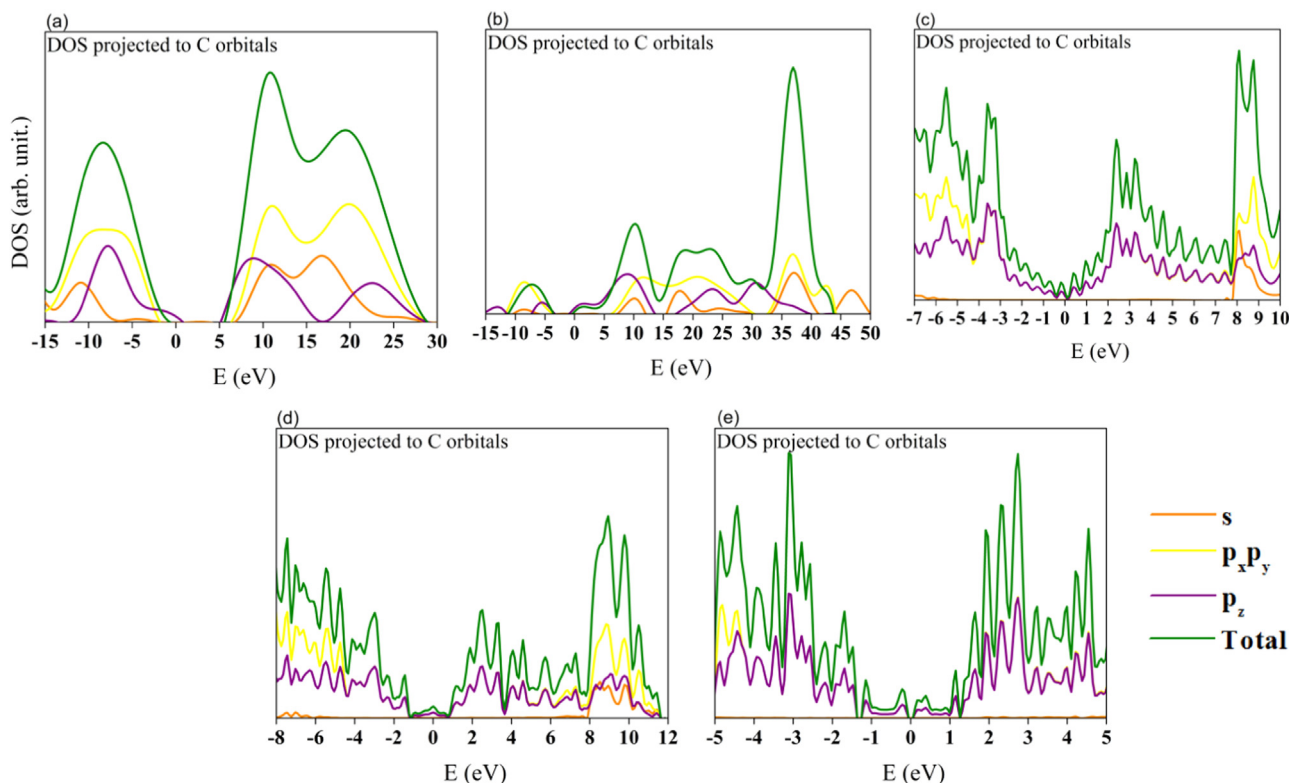 (a)
DOS projected to C orbitals
DOS (arb. unit.)
-15 -10 -5 0 5 10 15 20 25 30
E (eV)
(b)
DOS projected to C orbitals
-15 -10 -5 0 5 10 15 20 25 30 35 40 45 50
E (eV)
(c)
DOS projected to C orbitals
-7 -6 -5 -4 -3 -2 -1 0 1 2 3 4 5 6 7 8 9 10
E (eV)
(d)
DOS projected to C orbitals
-8 -6 -4 -2 0 2 4 6 8 10 12
E (eV)
(e)
DOS projected to C orbitals
-5 -4 -3 -2 -1 0 1 2 3 4 5
E (eV)
s
p_x p_y
p_z
Total